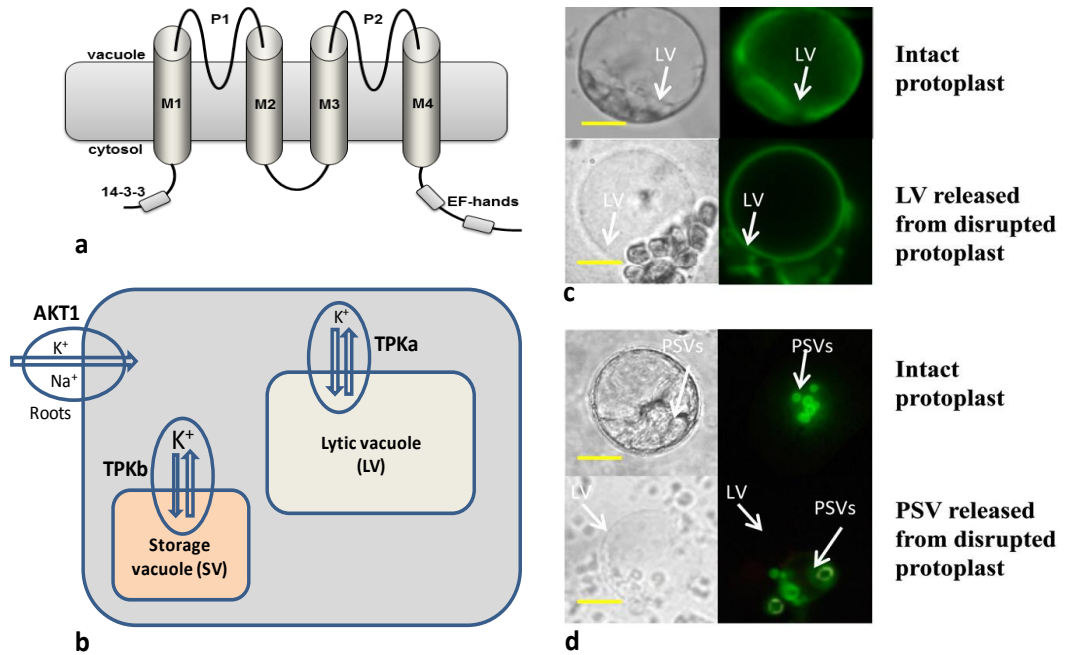 P1
P2
vacuole
M1
M2
M3
M4
cytosol
14-3-3
EF-hands
a
AKT1
K⁺
Na⁺
Roots
K⁺
TPKa
Lytic vacuole
(LV)
K⁺
TPKb
Storage
vacuole (SV)
b
LV
LV
Intact
protoplast
LV
LV
LV released
from disrupted
protoplast
c
PSVs
PSVs
Intact
protoplast
LV
LV
PSVs
PSV released
from disrupted
protoplast
d